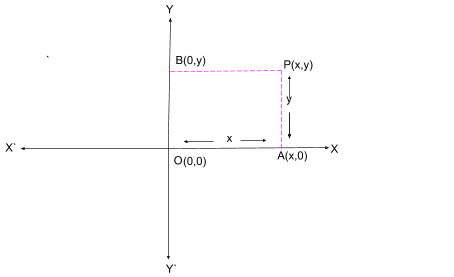 Y
B(0,y)
P(x,y)
y
x
X`
X
O(0,0)
A(x,0)
Y`